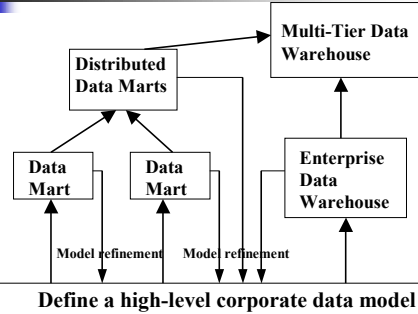 Multi-Tier Data
Warehouse
Distributed
Data Marts
Data
Mart
Data
Mart
Enterprise
Data
Warehouse
Model refinement
Model refinement
Define a high-level corporate data model